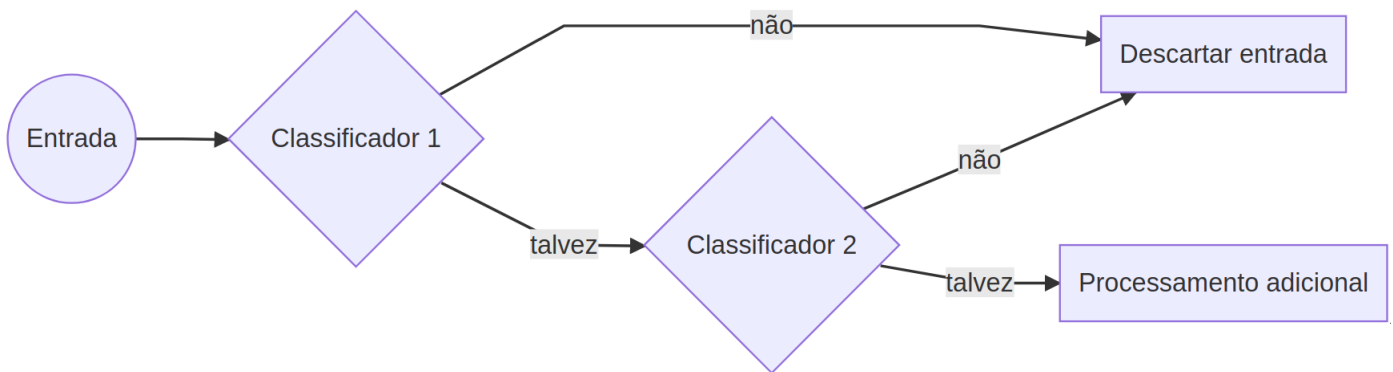 Entrada
Classificador 1
não
Descartar entrada
talvez
Classificador 2
não
talvez
Processamento adicional